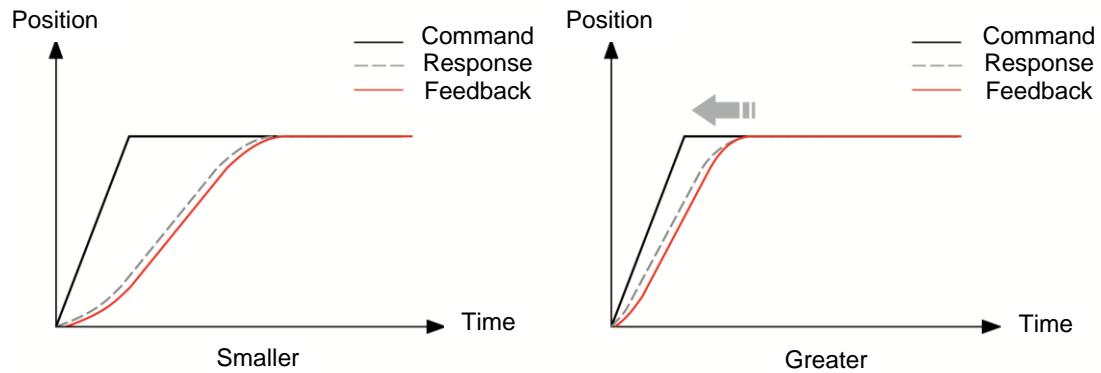 Position
Command
Response
Feedback
Time
Smaller
Position
Command
Response
Feedback
Time
Greater